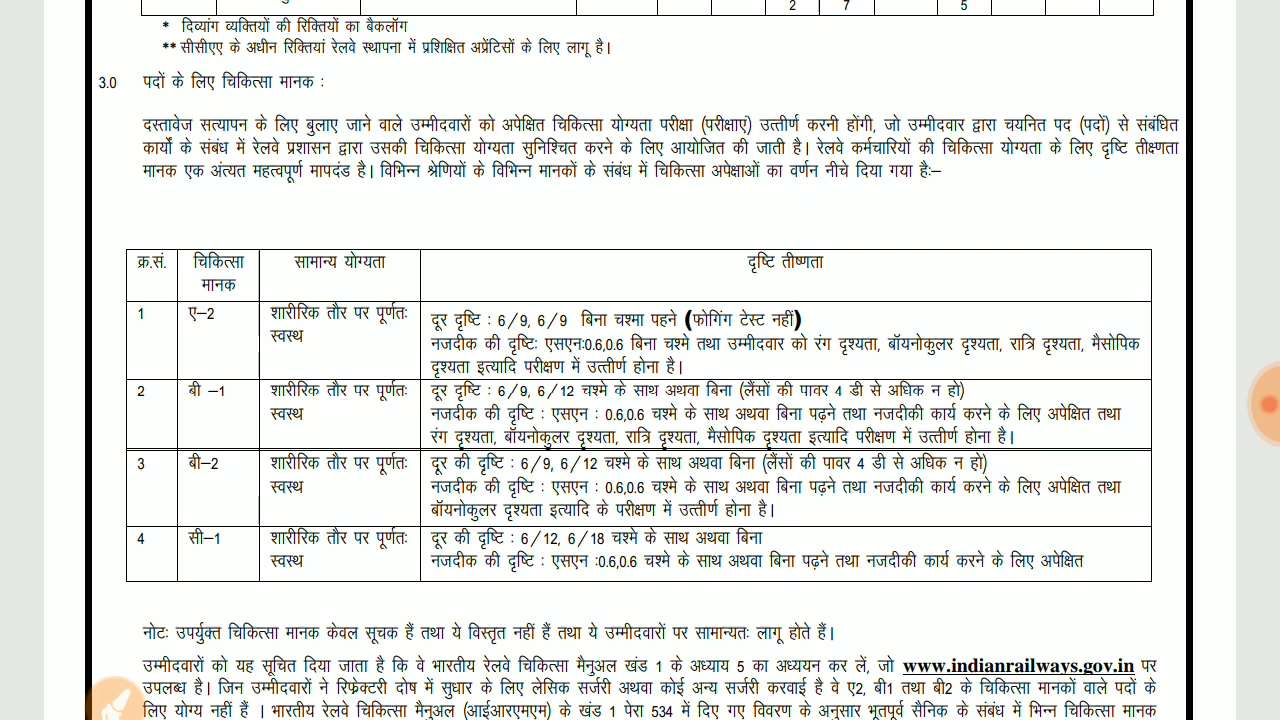 2 7 5
* दिव्यांग व्यक्तियों की रिक्तियों का बैकलॉग
** सीसीएए के अधीन रिक्तियां रेलवे स्थापना में प्रशिक्षित अप्रेंटिसों के लिए लागू है।
3.0 पदों के लिए चिकित्सा मानक :
दस्तावेज सत्यापन के लिए बुलाए जाने वाले उम्मीदवारों को अपेक्षित चिकित्सा योग्यता परीक्षा (परीक्षाएं) उत्तीर्ण करनी होंगी, जो उम्मीदवार द्वारा चयनित पद (पदों) से संबंधित
कार्यों के संबंध में रेलवे प्रशासन द्वारा उसकी चिकित्सा योग्यता सुनिश्चित करने के लिए आयोजित की जाती है। रेलवे कर्मचारियों की चिकित्सा योग्यता के लिए दृष्टि तीक्ष्णता
मानक एक अंत्यत महत्वपूर्ण मापदंड है। विभिन्न श्रेणियों के विभिन्न मानकों के संबंध में चिकित्सा अपेक्षाओं का वर्णन नीचे दिया गया है:–
क्र.सं. चिकित्सा सामान्य योग्यता दृष्टि तीष्णता
मानक
1 ए–2 शारीरिक तौर पर पूर्णतः दूर दृष्टि : 6/9, 6/9 बिना चश्मा पहने (फोगिंग टेस्ट नहीं)
स्वस्थ नजदीक की दृष्टिः एसएनः0.6,0.6 बिना चश्मे तथा उम्मीदवार को रंग दृश्यता, बॉयनोकुलर दृश्यता, रात्रि दृश्यता, मैसोपिक
दृश्यता इत्यादि परीक्षण में उत्तीर्ण होना है।
2 बी –1 शारीरिक तौर पर पूर्णतः दूर दृष्टि : 6/9, 6/12 चश्मे के साथ अथवा बिना (लैंसों की पावर 4 डी से अधिक न हो)
स्वस्थ नजदीक की दृष्टि : एसएन : 0.6,0.6 चश्मे के साथ अथवा बिना पढ़ने तथा नजदीकी कार्य करने के लिए अपेक्षित तथा
रंग दृश्यता, बॉयनोकुलर दृश्यता, रात्रि दृश्यता, मैसोपिक दृश्यता इत्यादि परीक्षण में उत्तीर्ण होना है।
3 बी–2 शारीरिक तौर पर पूर्णतः दूर की दृष्टि : 6/9, 6/12 चश्मे के साथ अथवा बिना (लैंसों की पावर 4 डी से अधिक न हो)
स्वस्थ नजदीक की दृष्टि : एसएन : 0.6,0.6 चश्मे के साथ अथवा बिना पढ़ने तथा नजदीकी कार्य करने के लिए अपेक्षित तथा
बॉयनोकुलर दृश्यता इत्यादि के परीक्षण में उत्तीर्ण होना है।
4 सी–1 शारीरिक तौर पर पूर्णतः दूर की दृष्टि : 6/12, 6/18 चश्मे के साथ अथवा बिना
स्वस्थ नजदीक की दृष्टि : एसएन :0.6,0.6 चश्मे के साथ अथवा बिना पढ़ने तथा नजदीकी कार्य करने के लिए अपेक्षित
नोटः उपर्युक्त चिकित्सा मानक केवल सूचक हैं तथा ये विस्तृत नहीं हैं तथा ये उम्मीदवारों पर सामान्यतः लागू होते हैं।
उम्मीदवारों को यह सूचित दिया जाता है कि वे भारतीय रेलवे चिकित्सा मैनुअल खंड 1 के अध्याय 5 का अध्ययन कर लें, जो www.indianrailways.gov.in पर
उपलब्ध है। जिन उम्मीदवारों ने रिफ्रेक्टरी दोष में सुधार के लिए लेसिक सर्जरी अथवा कोई अन्य सर्जरी करवाई है वे ए2, बी1 तथा बी2 के चिकित्सा मानकों वाले पदों के
लिए योग्य नहीं हैं । भारतीय रेलवे चिकित्सा मैनुअल (आईआरएमएम) के खंड 1 पेरा 534 में दिए गए विवरण के अनुसार भूतपूर्व सैनिक के संबंध में भिन्न चिकित्सा मानक